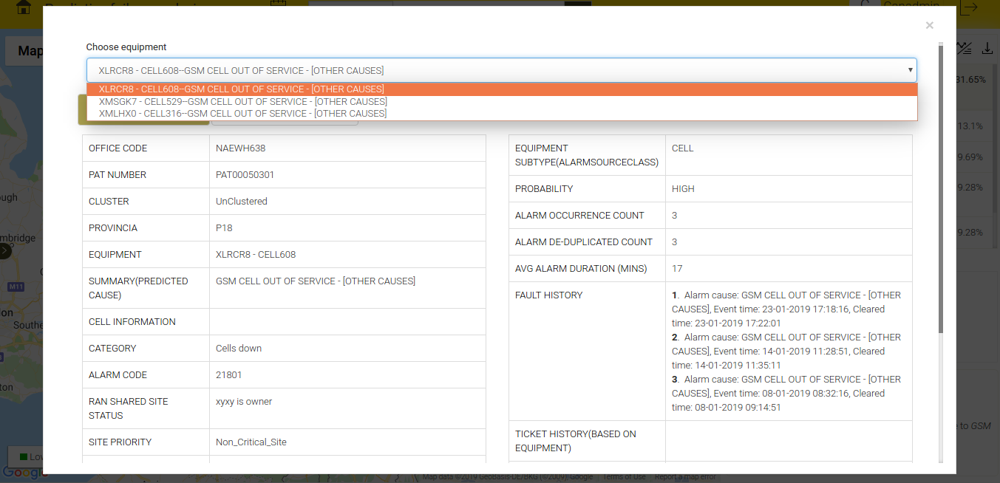 Map
×
Choose equipment
XLRCR8 - CELL608--GSM CELL OUT OF SERVICE - [OTHER CAUSES]
XLRCR8 - CELL608--GSM CELL OUT OF SERVICE - [OTHER CAUSES]
XMSGK7 - CELL529--GSM CELL OUT OF SERVICE - [OTHER CAUSES]
XMLHX0 - CELL316--GSM CELL OUT OF SERVICE - [OTHER CAUSES]
OFFICE CODE NAEWH638
PAT NUMBER PAT00050301
CLUSTER UnClustered
PROVINCIA P18
EQUIPMENT XLRCR8 - CELL608
SUMMARY(PREDICTED
CAUSE) GSM CELL OUT OF SERVICE - [OTHER CAUSES]
CELL INFORMATION
CATEGORY Cells down
ALARM CODE 21801
RAN SHARED SITE
STATUS xyxy is owner
SITE PRIORITY Non_Critical_Site
EQUIPMENT
SUBTYPE(ALARMSOURCECLASS) CELL
PROBABILITY HIGH
ALARM OCCURRENCE COUNT 3
ALARM DE-DUPLICATED COUNT 3
AVG ALARM DURATION (MINS) 17
FAULT HISTORY
1. Alarm cause: GSM CELL OUT OF SERVICE - [OTHER
CAUSES], Event time: 23-01-2019 17:18:16, Cleared
time: 23-01-2019 17:22:01
2. Alarm cause: GSM CELL OUT OF SERVICE - [OTHER
CAUSES], Event time: 14-01-2019 11:28:51, Cleared
time: 14-01-2019 11:35:11
3. Alarm cause: GSM CELL OUT OF SERVICE - [OTHER
CAUSES], Event time: 08-01-2019 08:32:16, Cleared
time: 08-01-2019 09:14:51
TICKET HISTORY(BASED ON
EQUIPMENT)
31.65%
13.1%
9.69%
9.28%
9.28%
e to GSM
ough
mbridge
M11
on
Southe
ton
Lo
Google
Map data ©2019 GeoBasis-DE/BKG (©2009), Google Terms of Use Report a map error